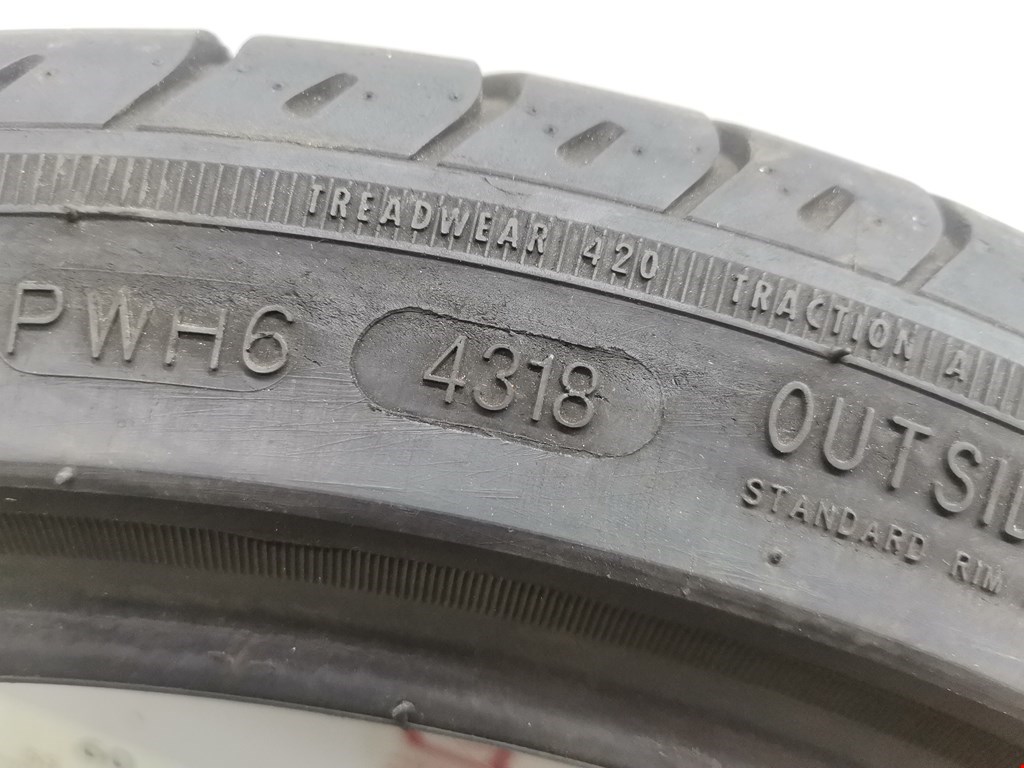 TREADWEAR 420 TRACTION A
PWH6 4318
STANDARD RIM